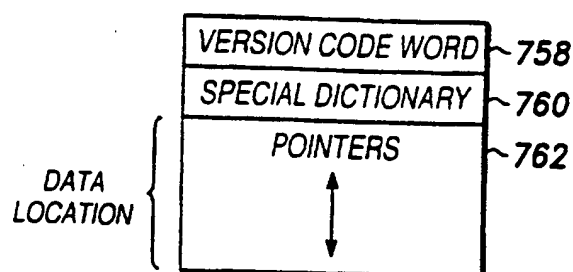 VERSION CODE WORD 758
SPECIAL DICTIONARY 760
POINTERS 762
DATA
LOCATION